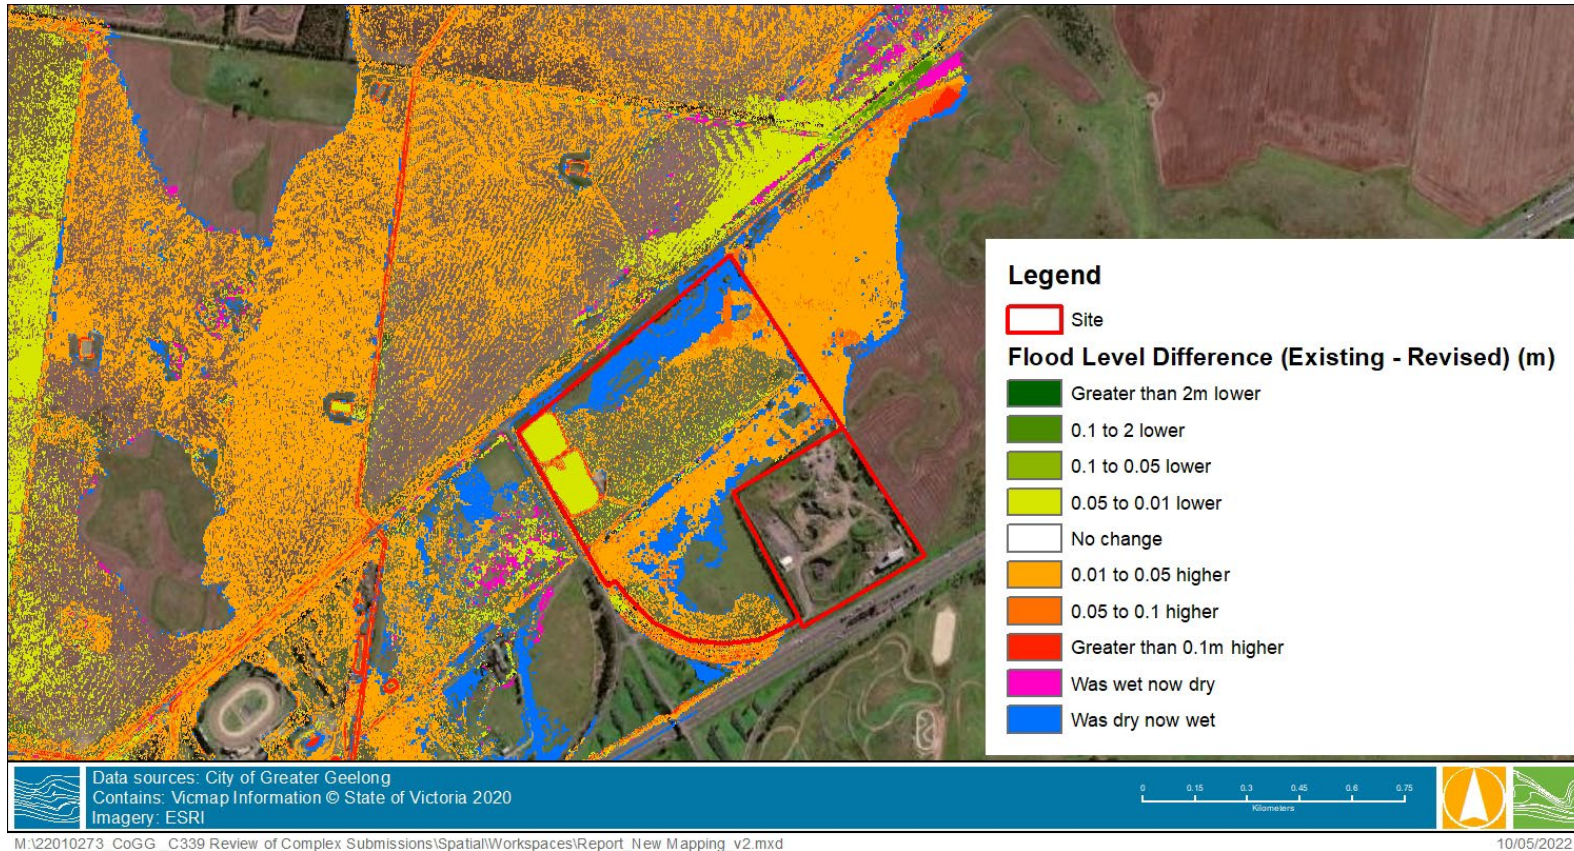 Legend
Site
Flood Level Difference (Existing - Revised) (m)
Greater than 2m lower
0.1 to 2 lower
0.1 to 0.05 lower
0.05 to 0.01 lower
No change
0.01 to 0.05 higher
0.05 to 0.1 higher
Greater than 0.1m higher
Was wet now dry
Was dry now wet
Data sources: City of Greater Geelong
Contains: Vicmap Information © State of Victoria 2020
Imagery: ESRI
0 0.15 0.3 0.45 0.6 0.75
Kilometers
M:\22010273_CoGG_C339 Review of Complex Submissions\Spatial\Workspaces\Report_New Mapping_v2.mxd 10/05/2022